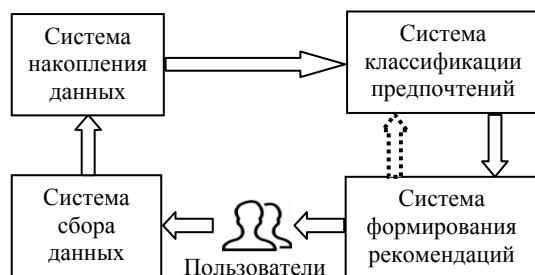 Система
накопления
данных
Система
классификации
предпочтений
Система
сбора
данных
Пользователи
Система
формирования
рекомендаций